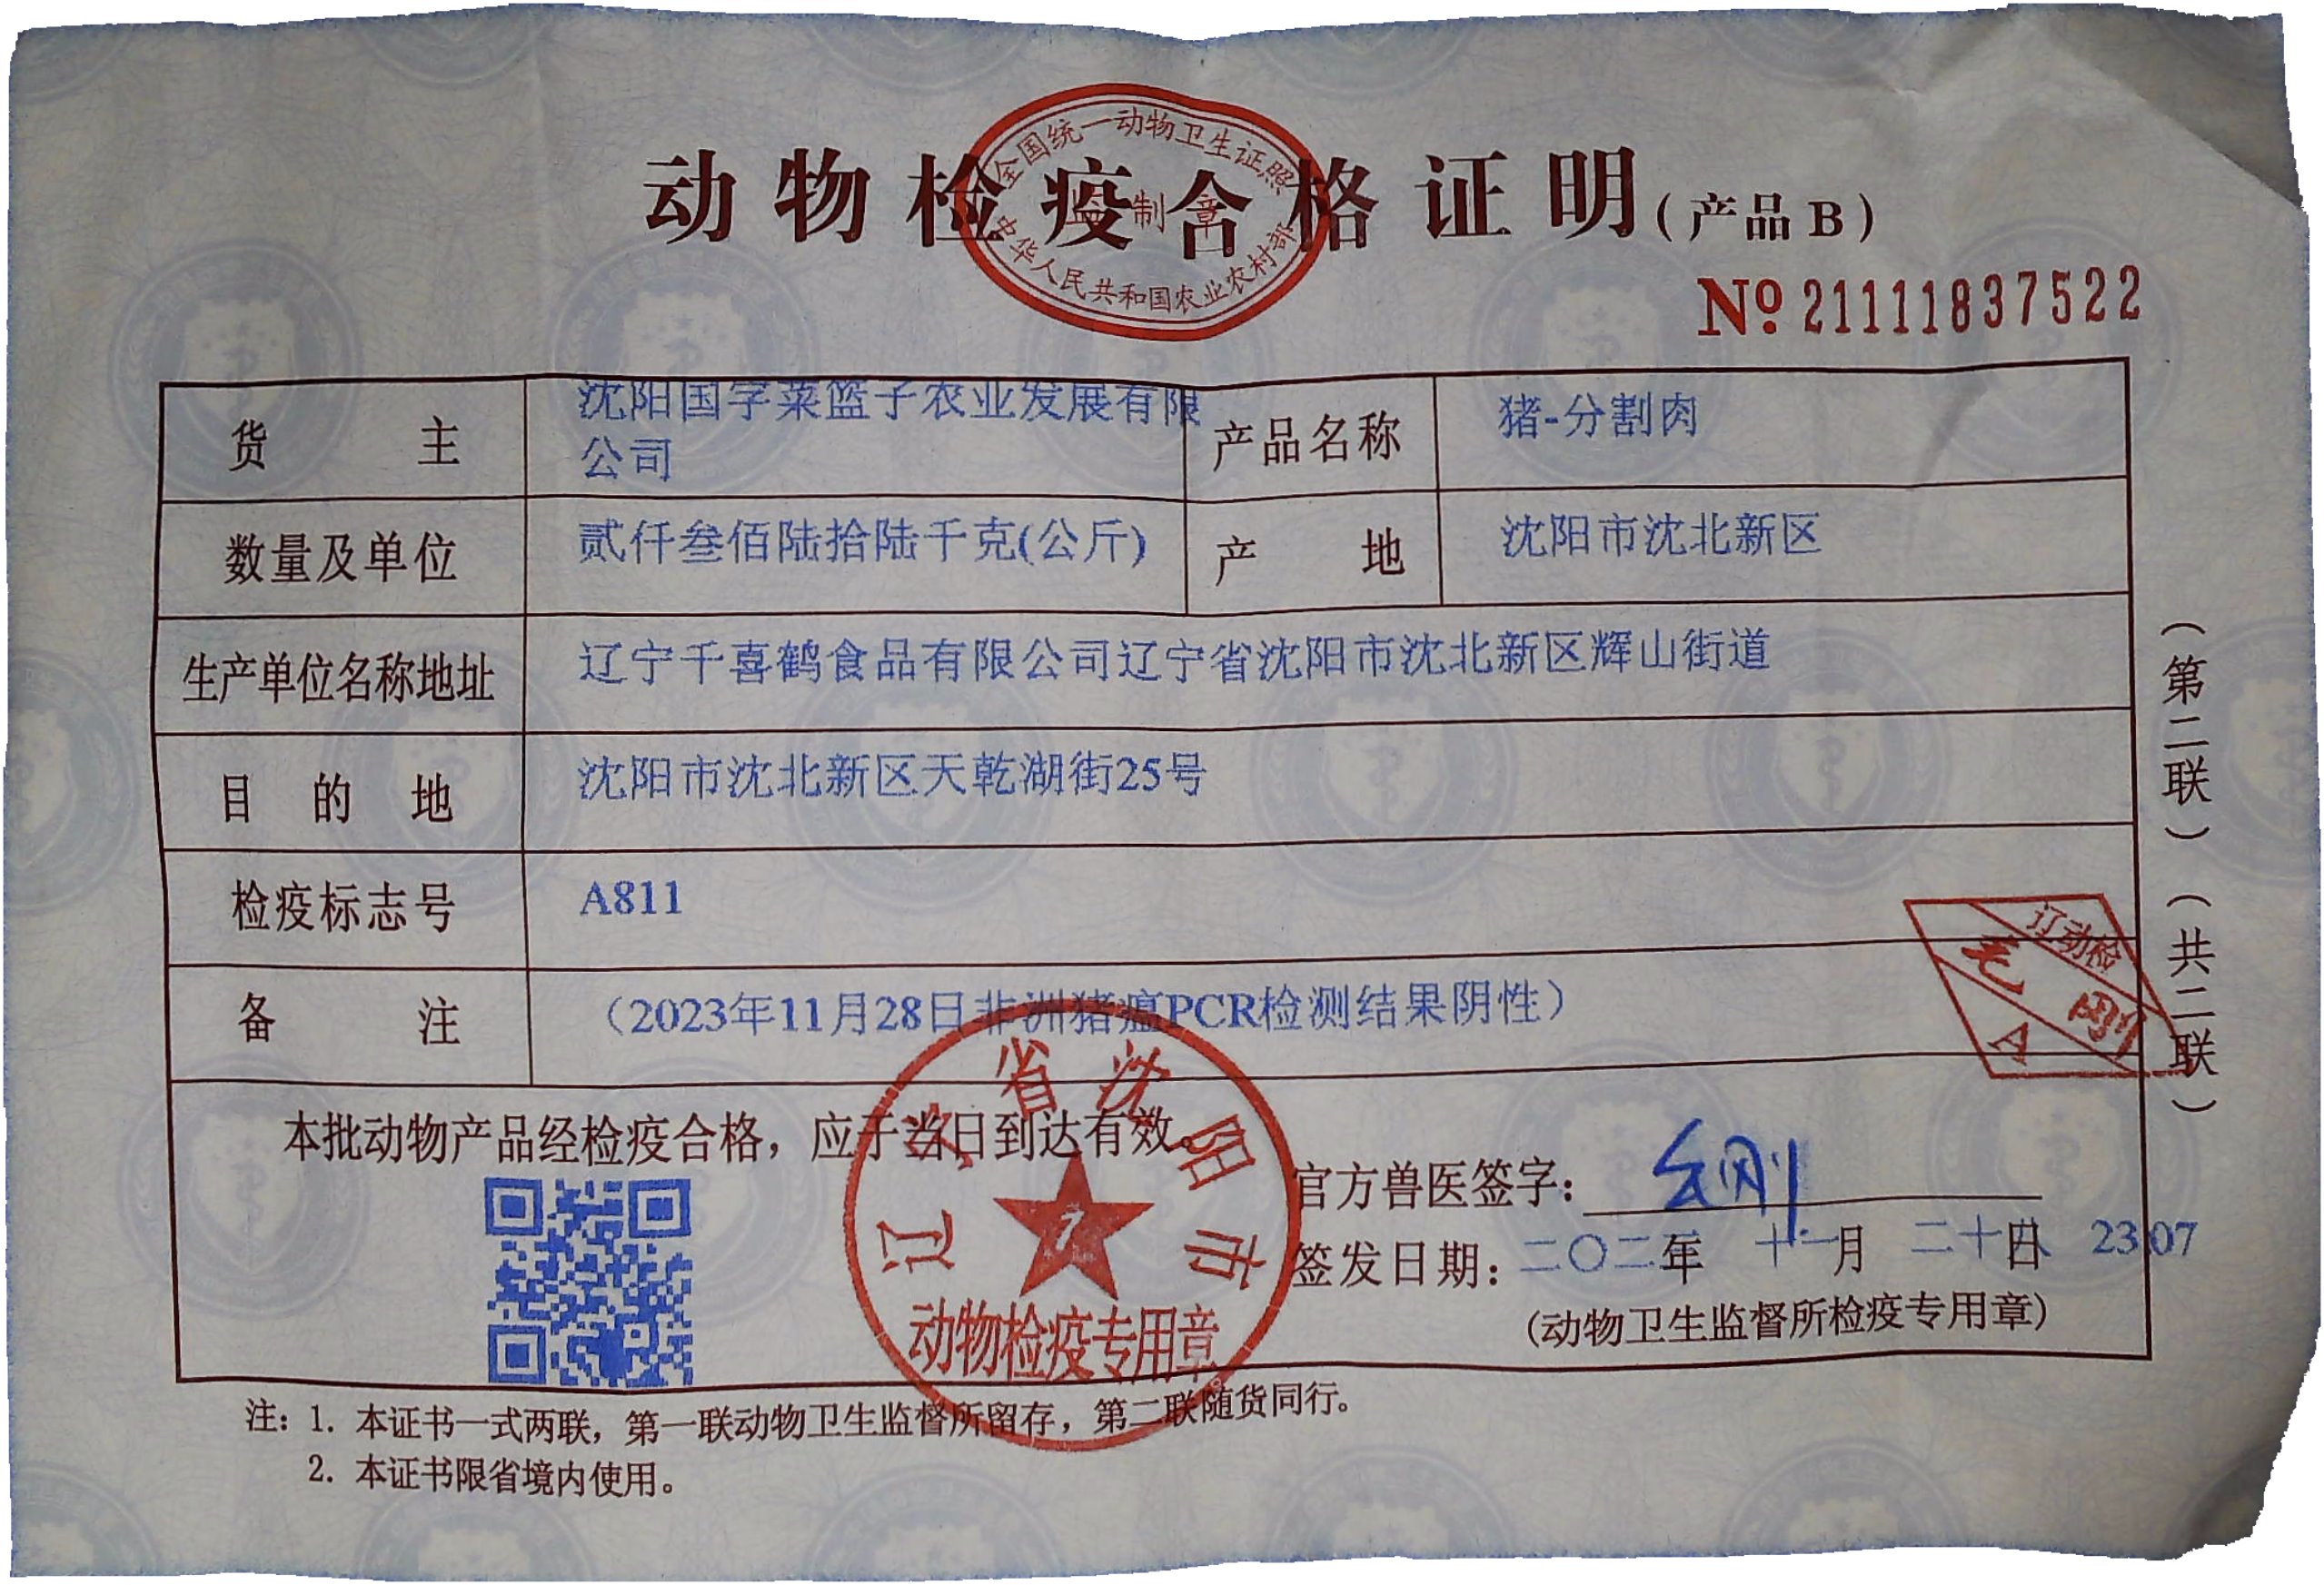 动物检疫合格证明(产品B)
全国统一动物卫生证照
监制章
中华人民共和国农业农村部
№ 21111837522
货主 沈阳国字菜篮子农业发展有限公司 产品名称 猪-分割肉
数量及单位 贰仟叁佰陆拾陆千克(公斤) 产地 沈阳市沈北新区
生产单位名称地址 辽宁千喜鹤食品有限公司辽宁省沈阳市沈北新区辉山街道
目的地 沈阳市沈北新区天乾湖街25号
检疫标志号 A811
备注 (2023年11月28日非洲猪瘟PCR检测结果阴性)
本批动物产品经检疫合格，应于当日到达有效。
官方兽医签字：
签发日期：二〇二 年 十一月 二十八日 23:07
(动物卫生监督所检疫专用章)
辽宁省沈阳市
动物检疫专用章
辽动检
A
(第二联)(共二联)
注：1. 本证书一式两联，第一联动物卫生监督所留存，第二联随货同行。
2. 本证书限省境内使用。